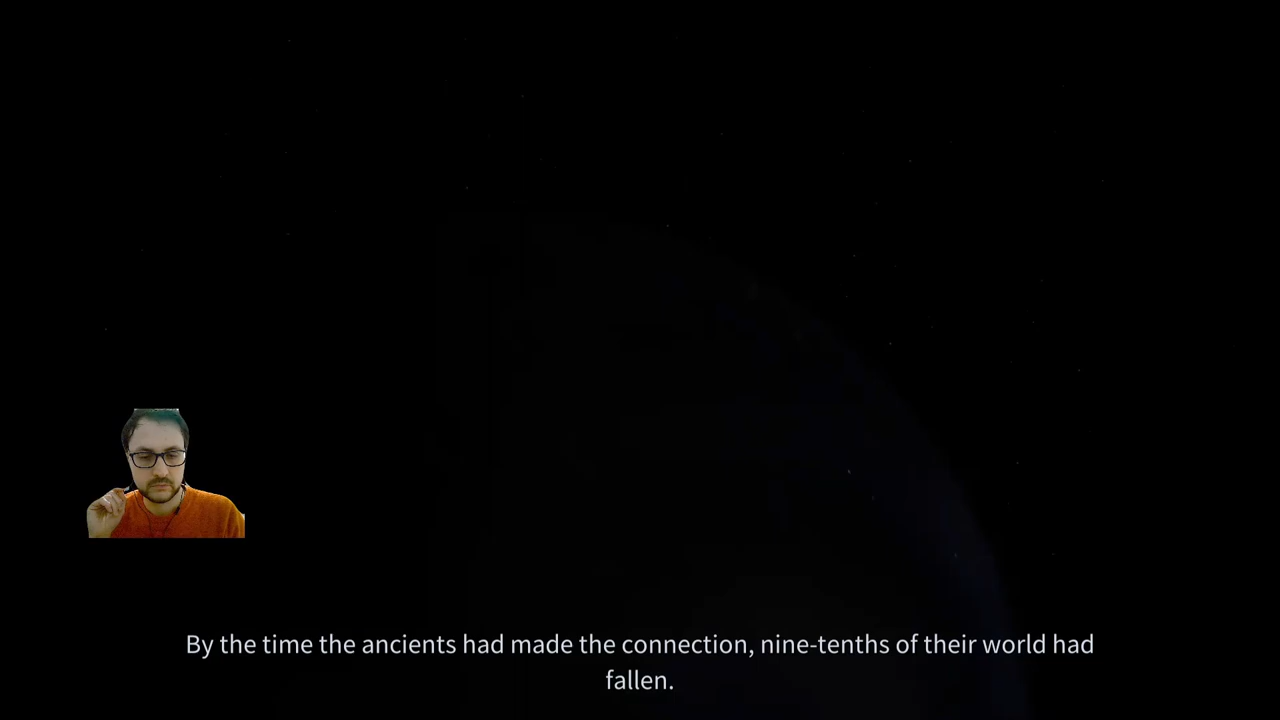 By the time the ancients had made the connection, nine-tenths of their world had
fallen.